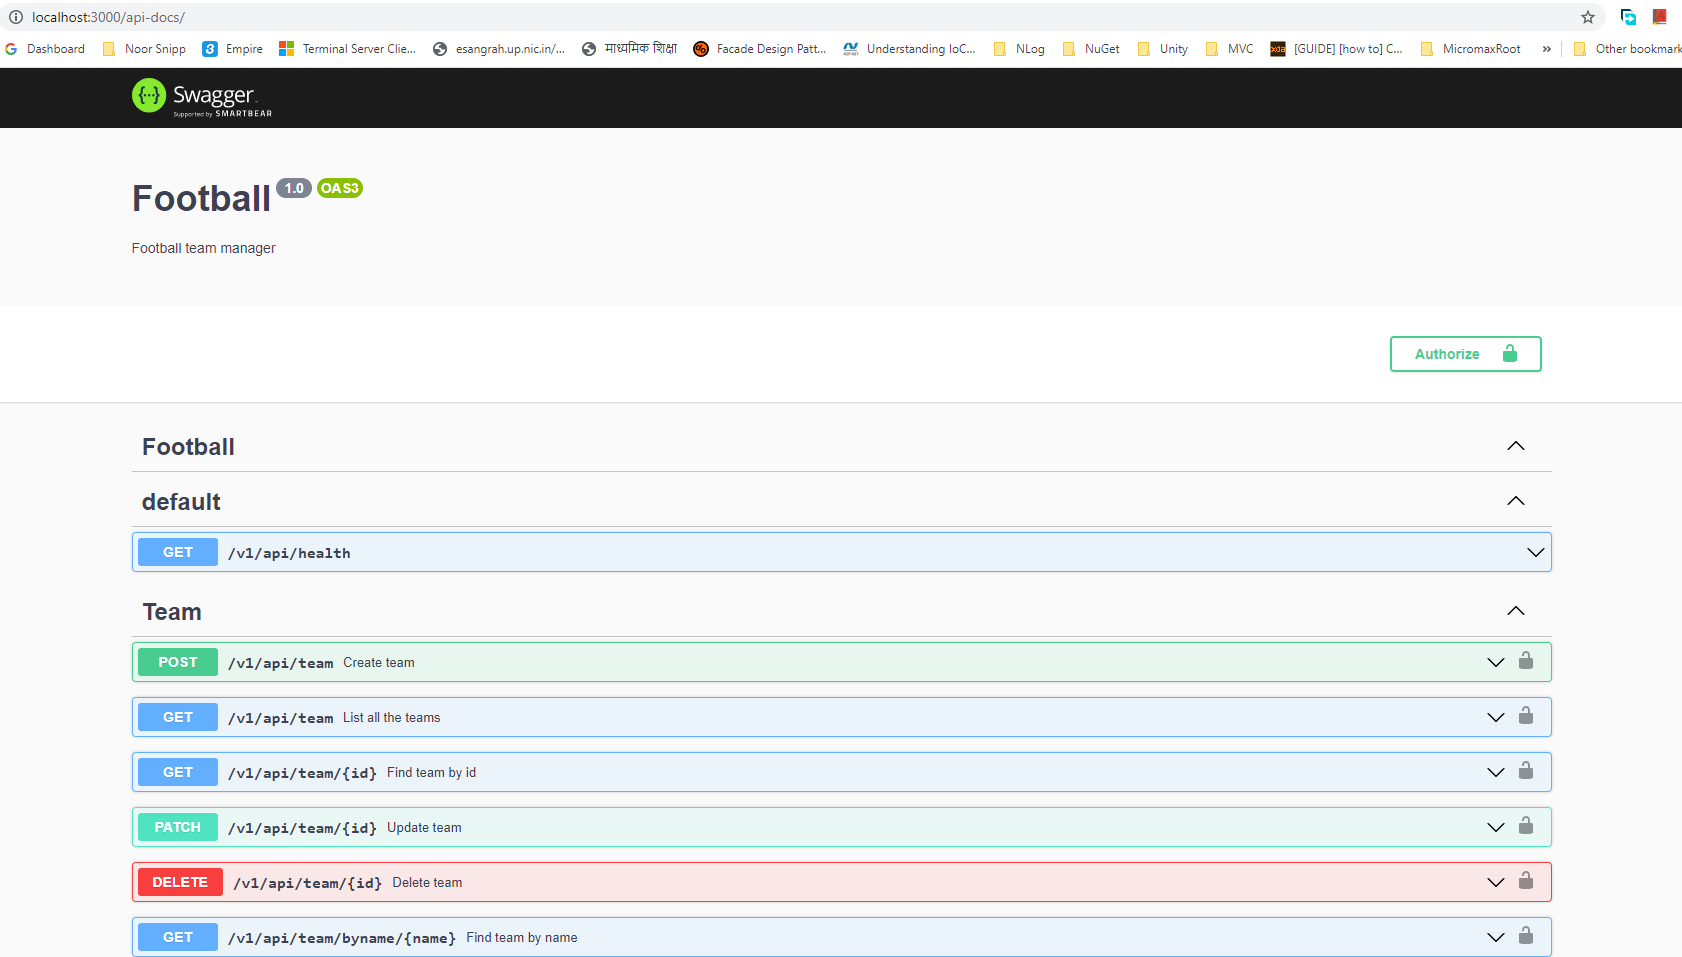 localhost:3000/api-docs/
Dashboard Noor Snipp Empire Terminal Server Clie... esangrah.up.nic.in/... माध्यमिक शिक्षा Facade Design Patt... Understanding IoC... NLog NuGet Unity MVC xda [GUIDE] [how to] C... MicromaxRoot » Other bookmark
{··} Swagger
Supported by SMARTBEAR
Football 1.0 OAS3
Football team manager
Authorize
Football
default
GET /v1/api/health
Team
POST /v1/api/team Create team
GET /v1/api/team List all the teams
GET /v1/api/team/{id} Find team by id
PATCH /v1/api/team/{id} Update team
DELETE /v1/api/team/{id} Delete team
GET /v1/api/team/byname/{name} Find team by name